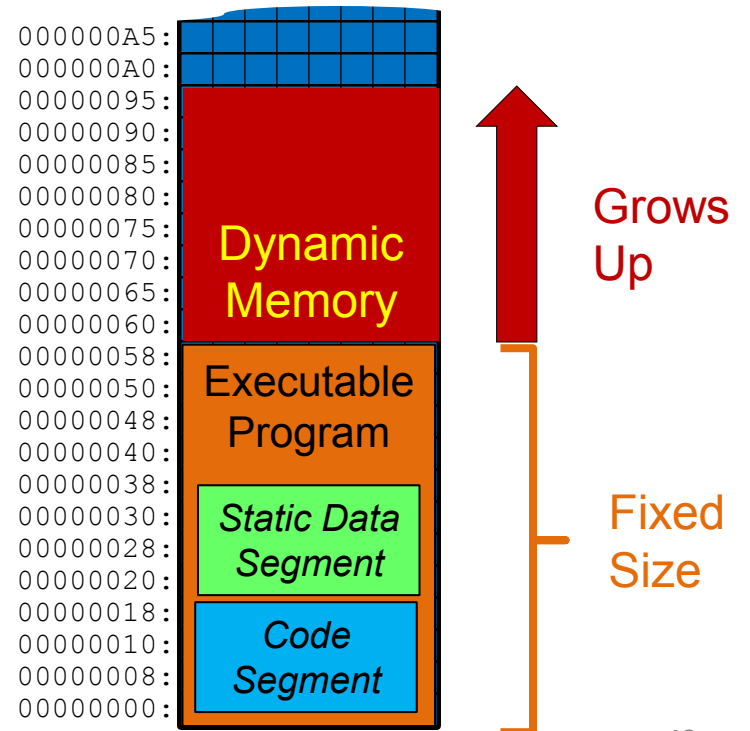 000000A5:
000000A0:
00000095:
00000090:
00000085:
00000080:
00000075:
00000070:
00000065:
00000060:
00000058:
00000050:
00000048:
00000040:
00000038:
00000030:
00000028:
00000020:
00000018:
00000010:
00000008:
00000000:
Dynamic
Memory
Executable
Program
Static Data
Segment
Code
Segment
Grows
Up
Fixed
Size